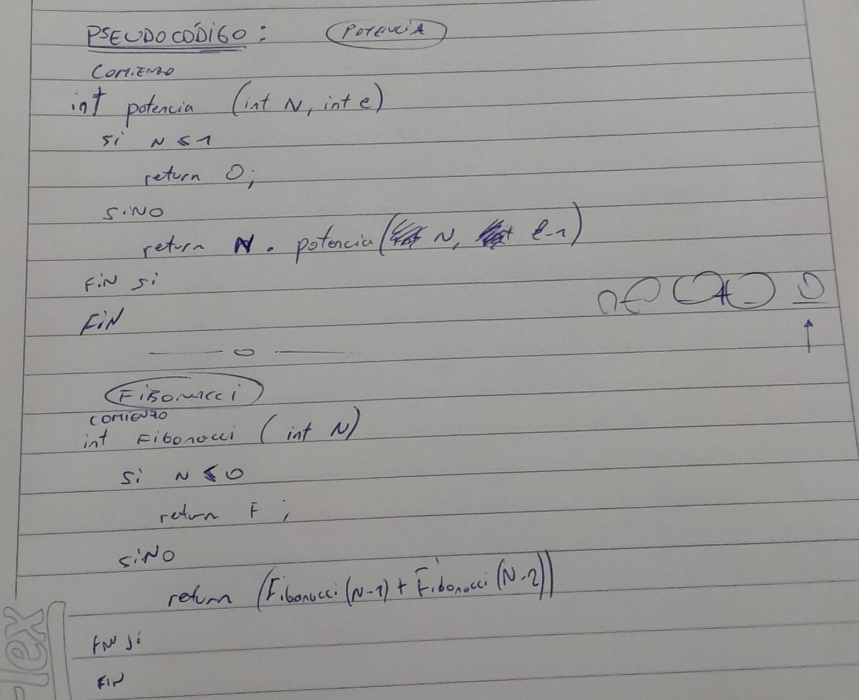 PSEUDOCÓDIGO: POTENCIA
COMIENZO
int potencia (int N, int e)
si N ≤ 1
return 0;
SiNO
return N . potencia( N, e-1)
FiN si
FiN
FiBONACCi
COMIENZO
int Fibonacci (int N)
si N ≤ 0
return F ;
siNO
return (Fibonacci(N-1) + Fibonacci(N-2))
FiN si
FiN
lex